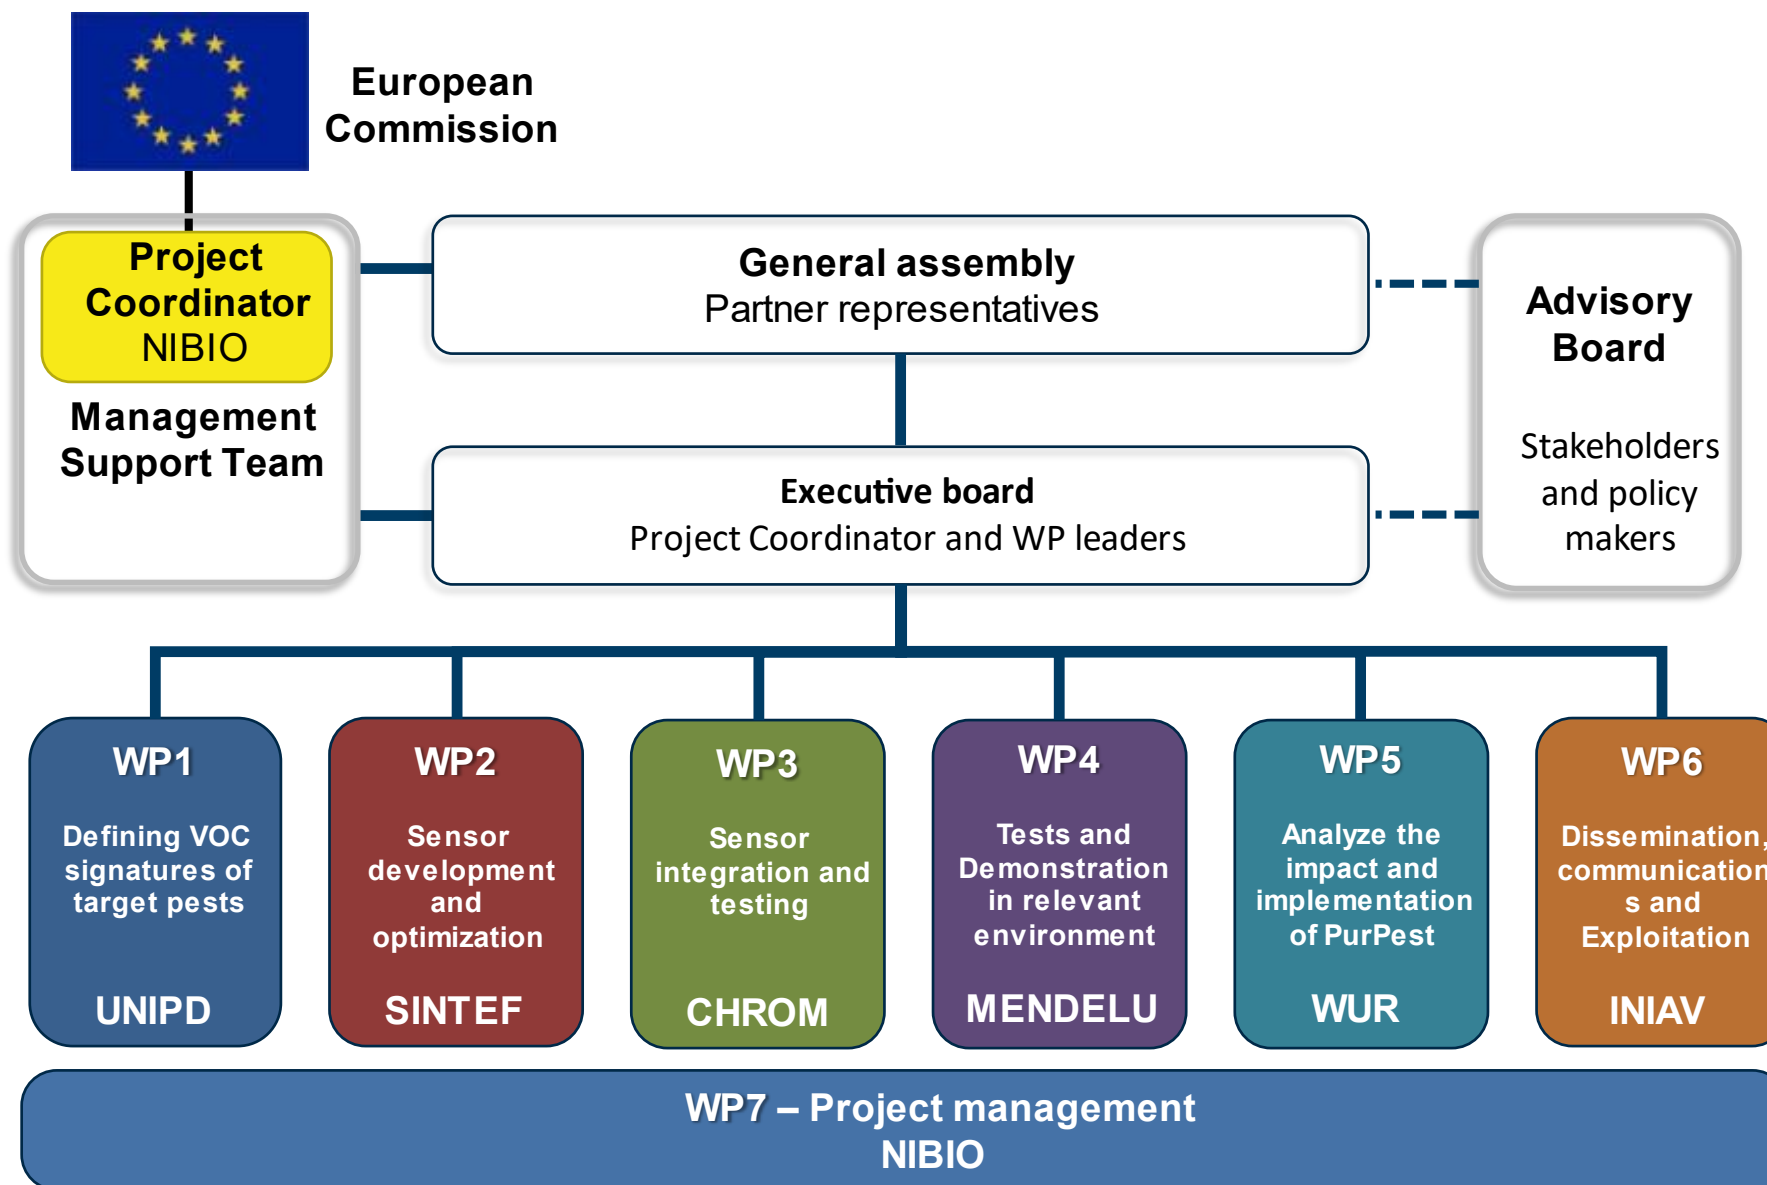 European
Commission
Project
Coordinator
NIBIO
Management
Support Team
General assembly
Partner representatives
Executive board
Project Coordinator and WP leaders
Advisory
Board
Stakeholders
and policy
makers
WP1
Defining VOC
signatures of
target pests
UNIPD
WP2
Sensor
development
and
optimization
SINTEF
WP3
Sensor
integration and
testing
CHROM
WP4
Tests and
Demonstration
in relevant
environment
MENDELU
WP5
Analyze the
impact and
implementation
of PurPest
WUR
WP6
Dissemination,
communication
s and
Exploitation
INIAV
WP7 – Project management
NIBIO